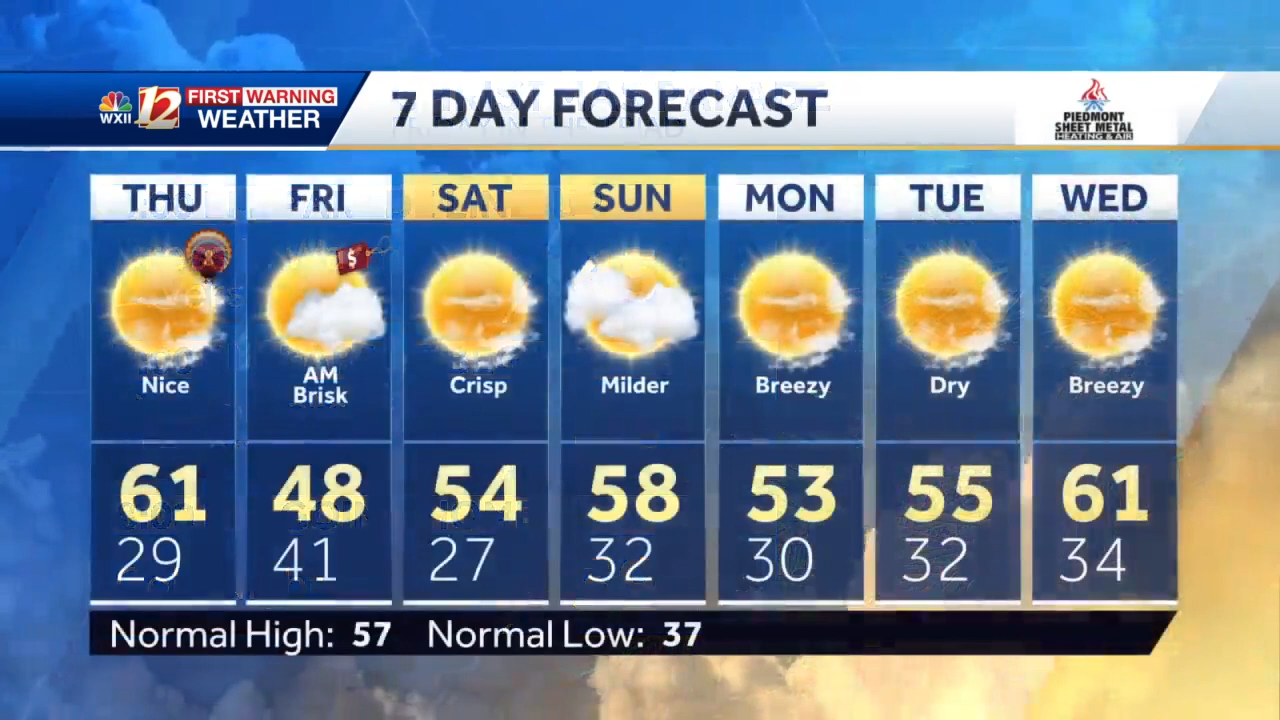 WXII 12 FIRST WARNING
WEATHER
7 DAY FORECAST
PIEDMONT
SHEET METAL
HEATING & AIR
THU FRI SAT SUN MON TUE WED
$
Nice AM Brisk Crisp Milder Breezy Dry Breezy
61 48 54 58 53 55 61
29 41 27 32 30 32 34
Normal High: 57 Normal Low: 37